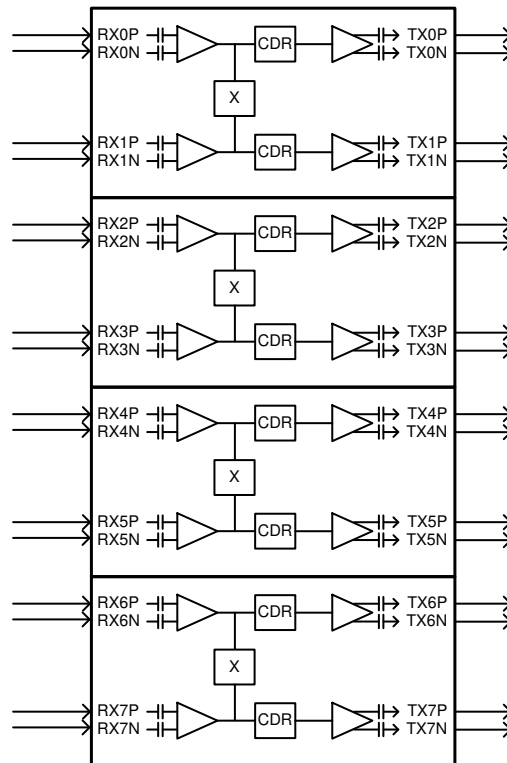 RX0P CDR TX0P
RX0N TX0N
X
RX1P TX1P
RX1N CDR TX1N
RX2P TX2P
RX2N CDR TX2N
X
RX3P TX3P
RX3N CDR TX3N
RX4P TX4P
RX4N CDR TX4N
X
RX5P TX5P
RX5N CDR TX5N
RX6P TX6P
RX6N CDR TX6N
X
RX7P TX7P
RX7N CDR TX7N